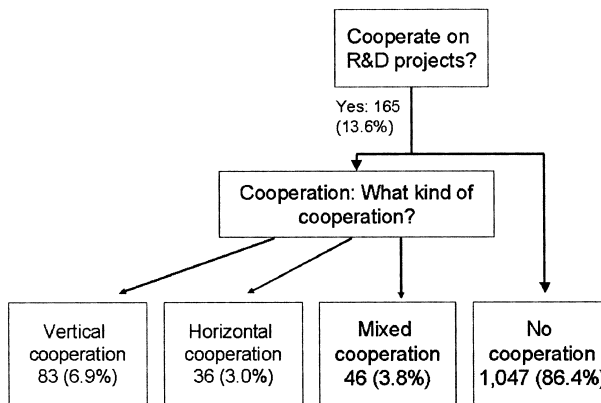 Cooperate on
R&D projects?
Yes: 165
(13.6%)
Cooperation: What kind of
cooperation?
Vertical
cooperation
83 (6.9%)
Horizontal
cooperation
36 (3.0%)
Mixed
cooperation
46 (3.8%)
No
cooperation
1,047 (86.4%)